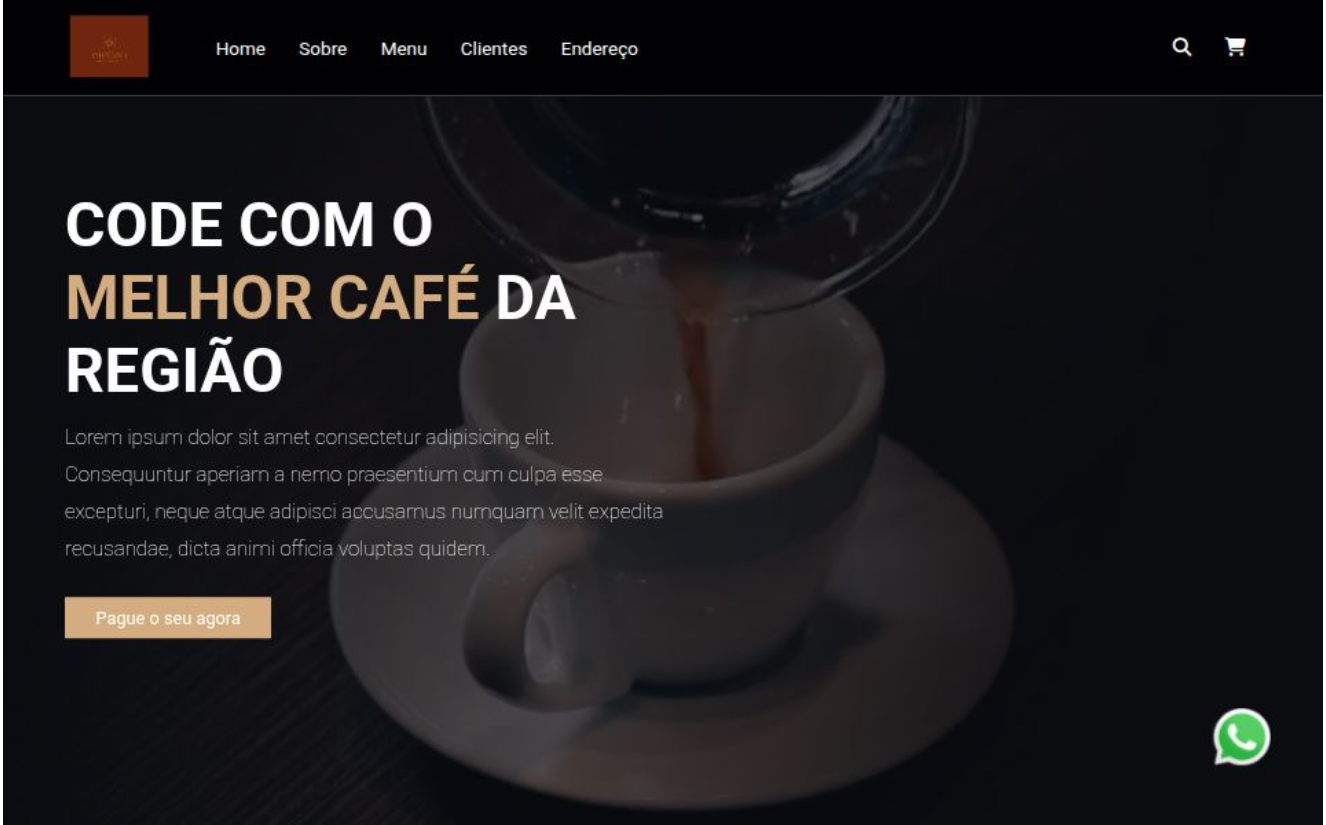 Home Sobre Menu Clientes Endereço
CODE COM O
MELHOR CAFÉ DA
REGIÃO
Lorem ipsum dolor sit amet consectetur adipisicing elit.
Consequuntur aperiam a nemo praesentium cum culpa esse
excepturi, neque atque adipisci accusamus numquam velit expedita
recusandae, dicta animi officia voluptas quidem.
Pague o seu agora